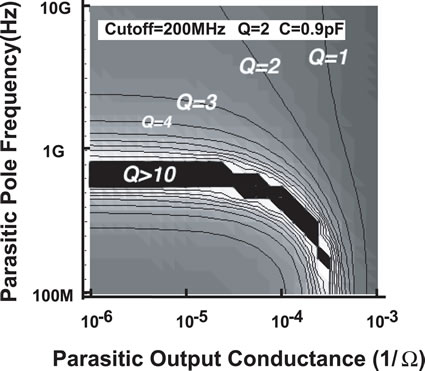 10G
Cutoff=200MHz Q=2 C=0.9pF
Q=2
Q=1
Q=3
Q=4
1G
Q>10
100M
Parasitic Pole Frequency(Hz)
10-6
10-5
10-4
10-3
Parasitic Output Conductance (1/Ω)